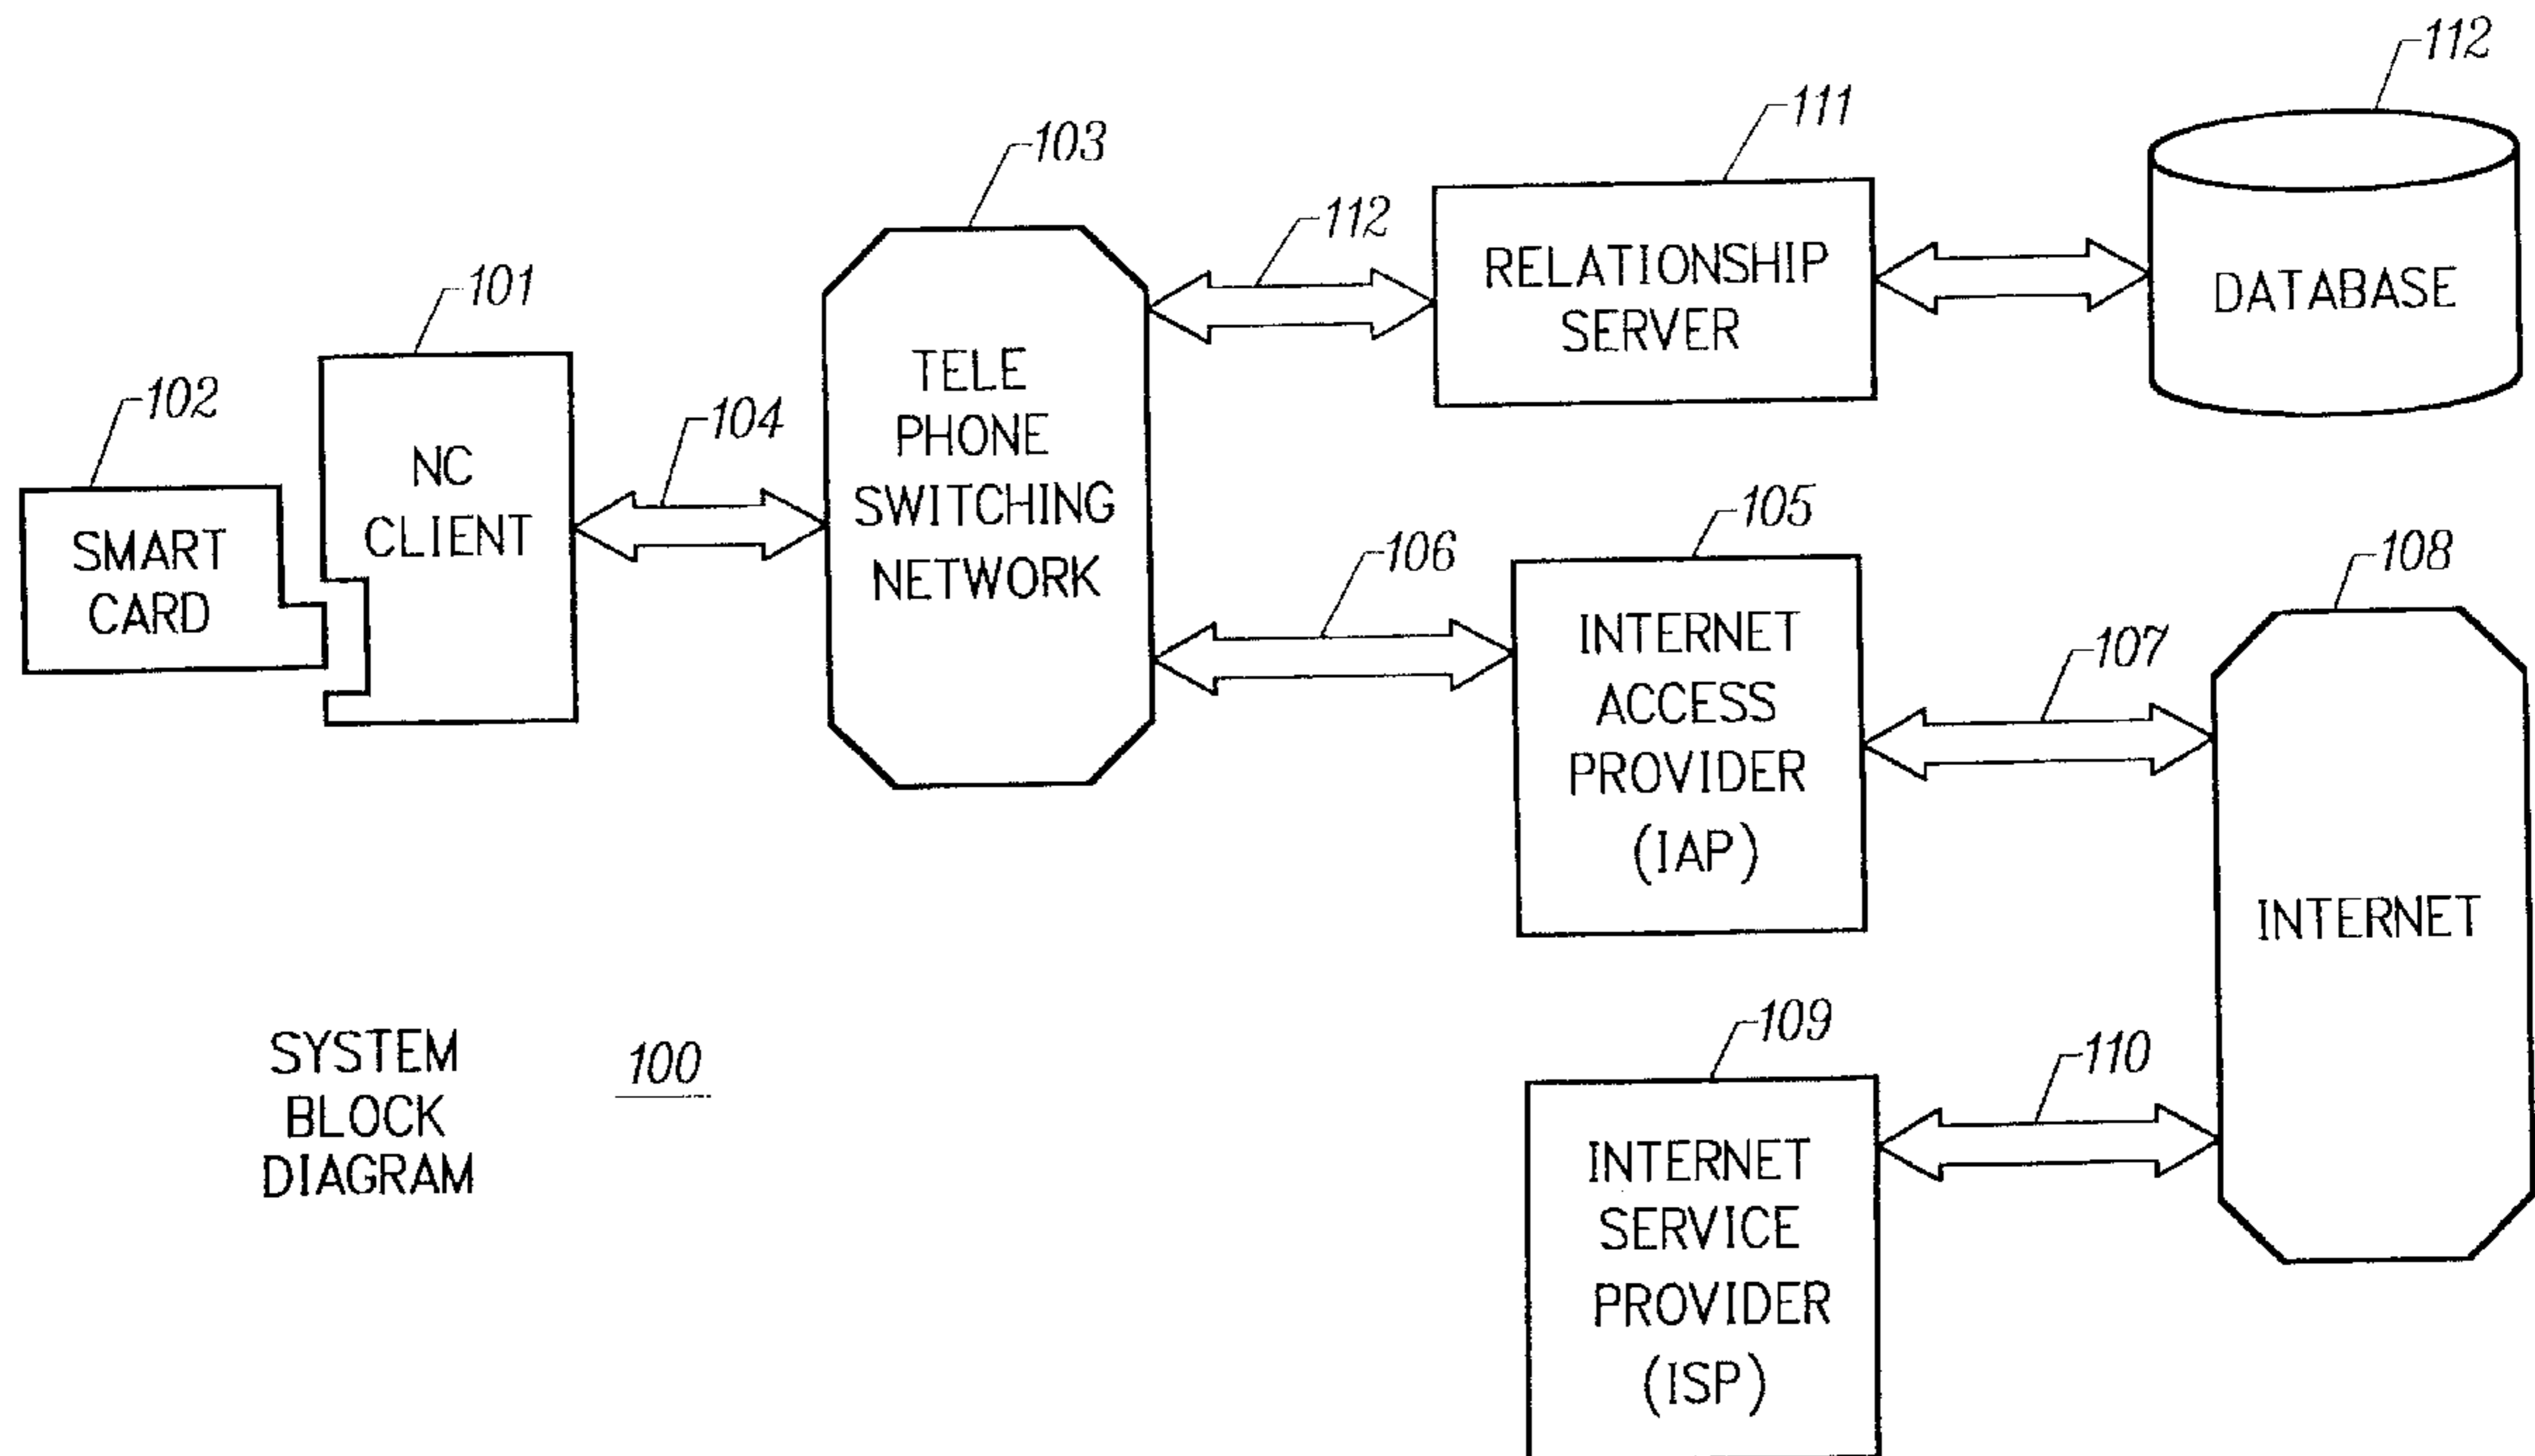 112
111
103
112
RELATIONSHIP
SERVER
DATABASE
101
TELE
PHONE
SWITCHING
NETWORK
102
104
NC
CLIENT
SMART
CARD
106
105
108
INTERNET
ACCESS
PROVIDER
(IAP)
107
INTERNET
SYSTEM
BLOCK
DIAGRAM
100
109
110
INTERNET
SERVICE
PROVIDER
(ISP)